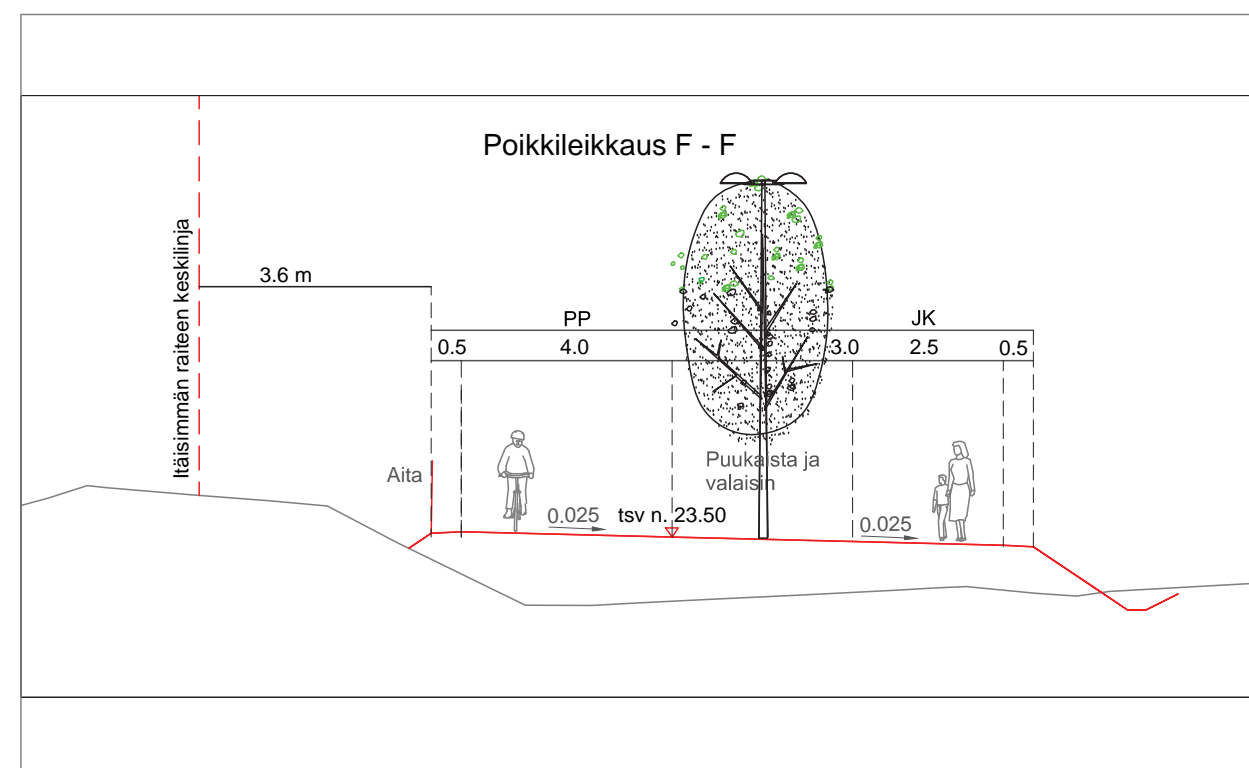 Poikkileikkaus F - F
Itäisimmän raiteen keskilinja
3.6 m
PP
JK
0.5
4.0
3.0
2.5
0.5
Aita
Puukaista ja
valaisin
0.025
tsv n. 23.50
0.025